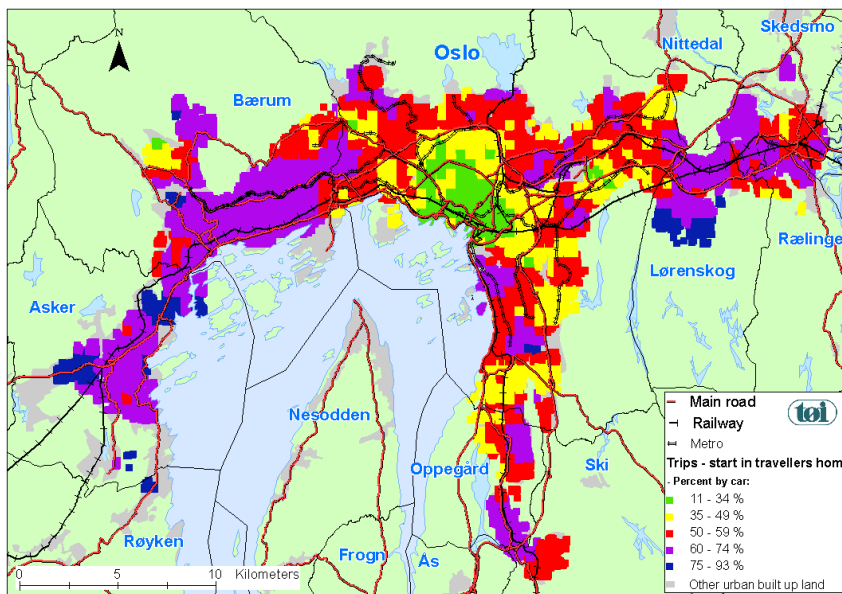 N
Skedsmo
Nittedal
Oslo
Bærum
Asker
Lørenskog
Rælinge
Nesodden
Oppegård
Ski
Røyken
Frogn
Ås
0 5 10 Kilometers
Main road
Railway
Metro
tøi
Trips - start in travellers hom
- Percent by car:
11 - 34 %
35 - 49 %
50 - 59 %
60 - 74 %
75 - 93 %
Other urban built up land